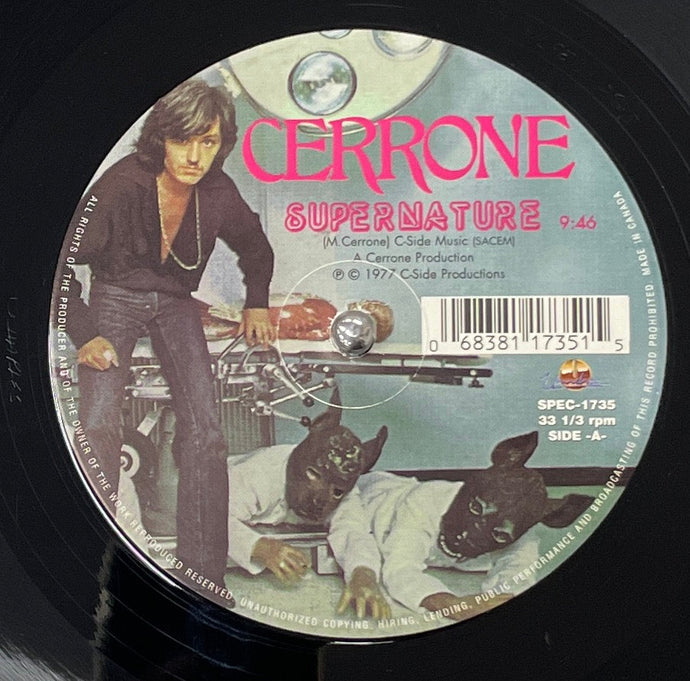 CERRONE
SUPERNATURE 9:46
(M.Cerrone) C-Side Music (SACEM)
A Cerrone Production
℗ © 1977 C-Side Productions
0 68381 17351 5
SPEC-1735
33 1/3 rpm
SIDE -A-
ALL RIGHTS OF THE PRODUCER AND OF THE OWNER OF THE WORK REPRODUCED RESERVED. UNAUTHORIZED COPYING, HIRING, LENDING, PUBLIC PERFORMANCE AND BROADCASTING OF THIS RECORD PROHIBITED. MADE IN CANADA